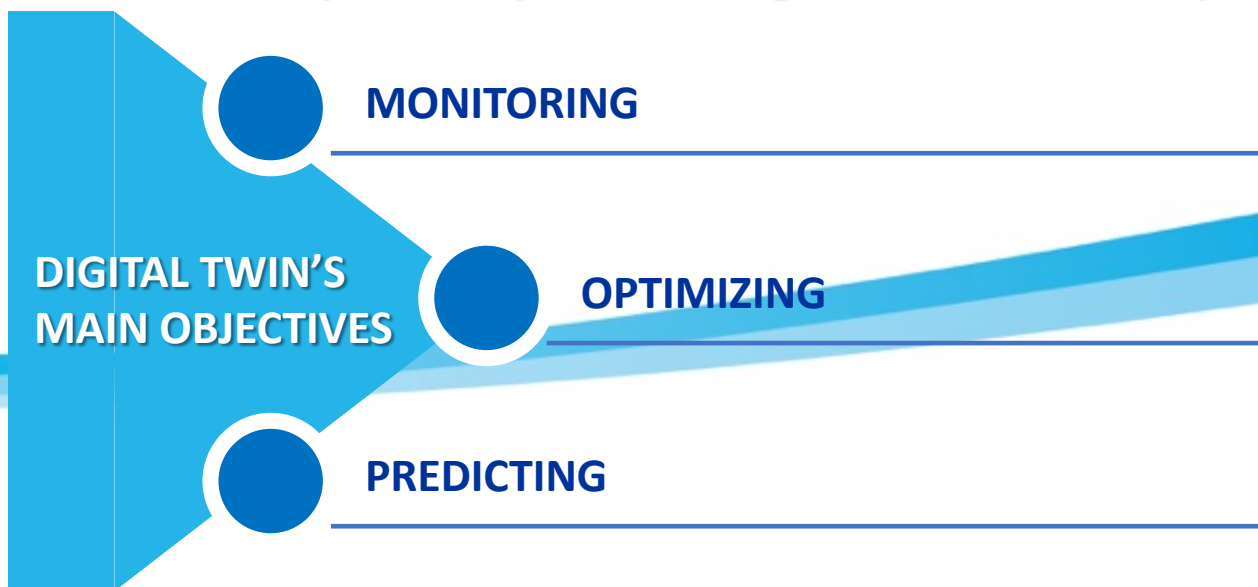 MONITORING
DIGITAL TWIN’S
MAIN OBJECTIVES
OPTIMIZING
PREDICTING